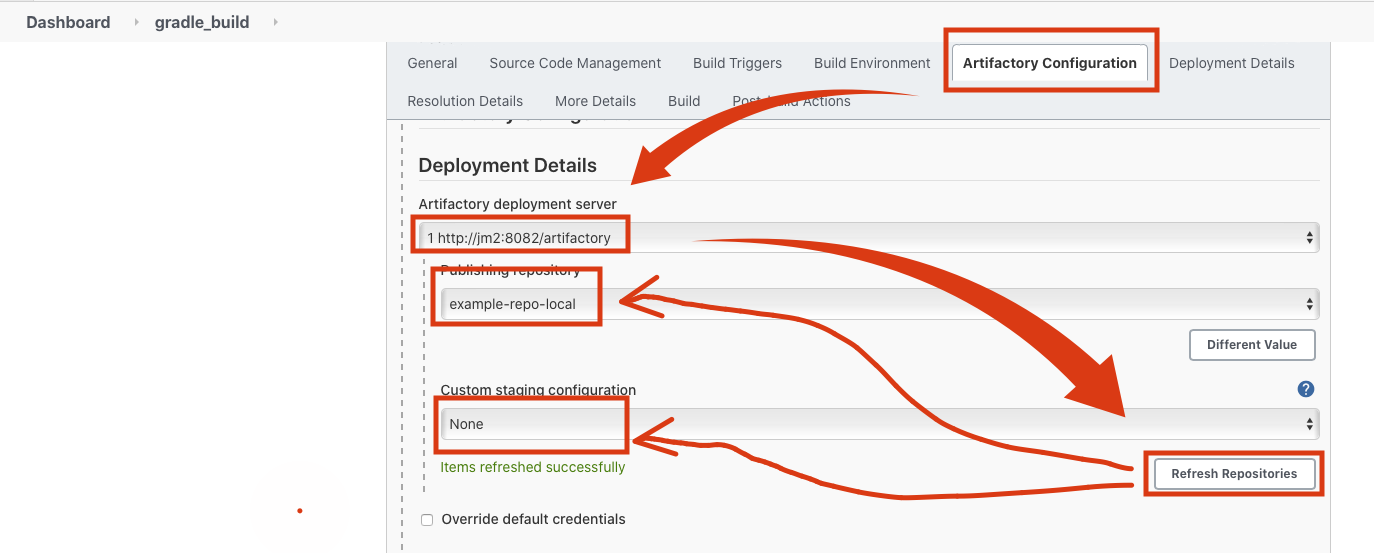 Dashboard gradle_build
General Source Code Management Build Triggers Build Environment Artifactory Configuration Deployment Details
Resolution Details More Details Build Post-build Actions
Deployment Details
Artifactory deployment server
1 http://jm2:8082/artifactory
Publishing repository
example-repo-local
Different Value
Custom staging configuration
?
None
Items refreshed successfully
Refresh Repositories
Override default credentials